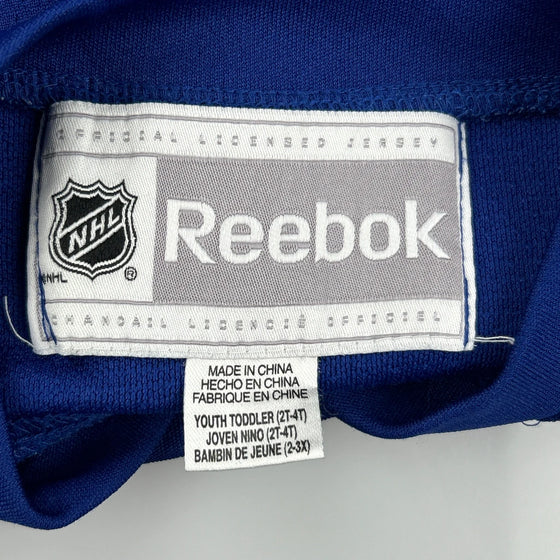 OFFICIAL LICENSED JERSEY
NHL
Reebok
©NHL ®
CHANDAIL LICENCIÉ OFFICIEL
MADE IN CHINA
HECHO EN CHINA
FABRIQUE EN CHINE
YOUTH TODDLER (2T-4T)
JOVEN NINO (2T-4T)
BAMBIN DE JEUNE (2-3X)